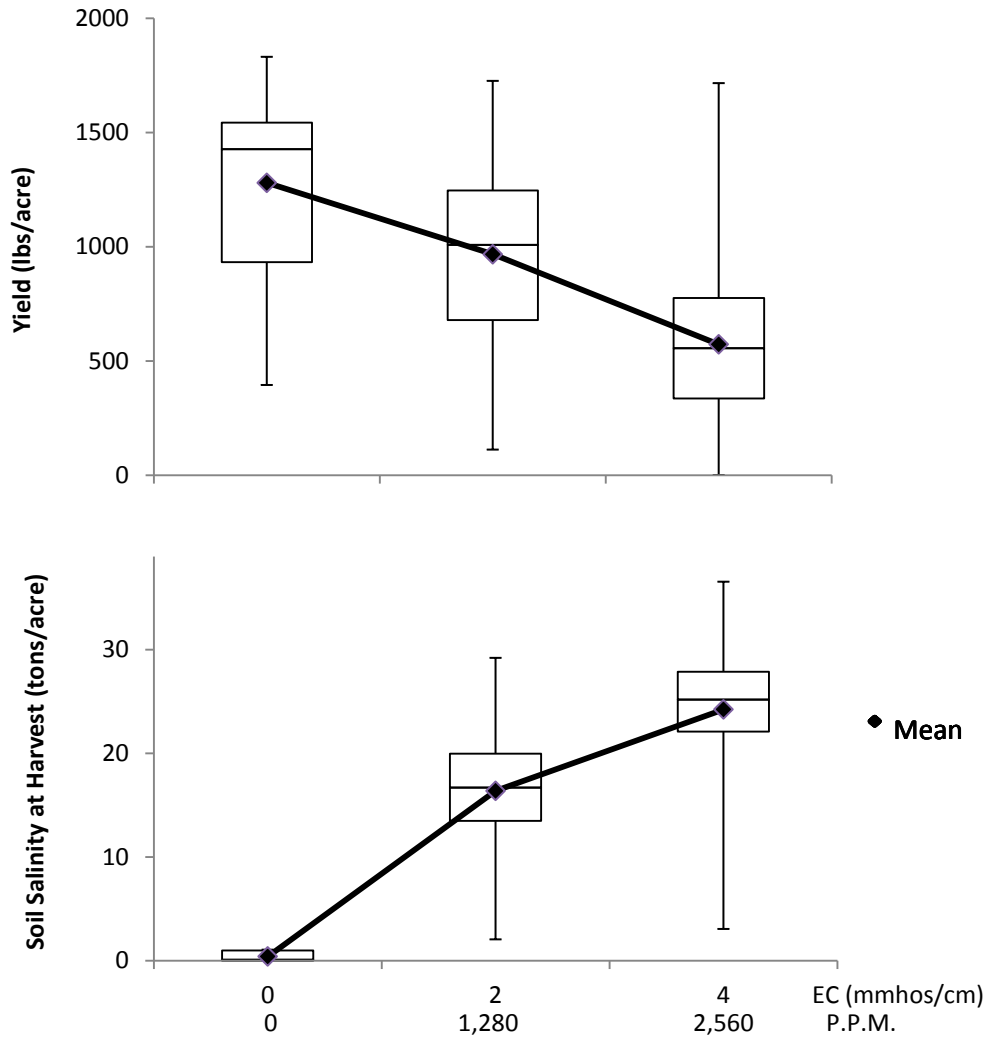 2000
1500
1000
500
0
Yield (lbs/acre)
30
20
10
0
Soil Salinity at Harvest (tons/acre)
Mean
0 2 4 EC (mmhos/cm)
0 1,280 2,560 P.P.M.